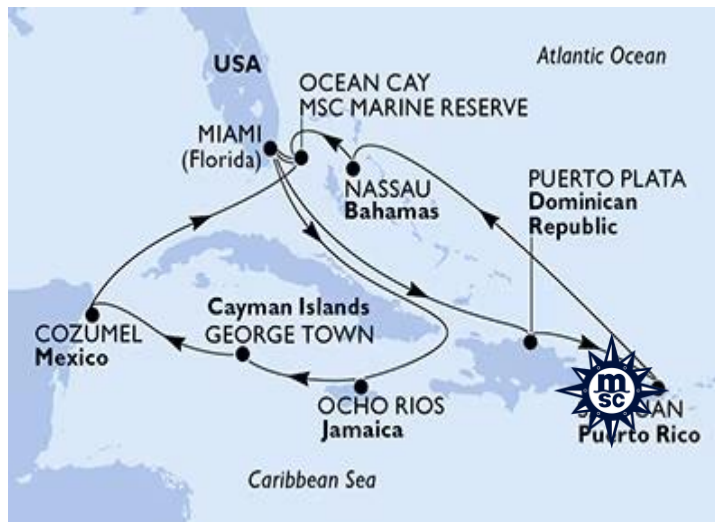 Atlantic Ocean
USA
OCEAN CAY
MSC MARINE RESERVE
MIAMI
(Florida)
NASSAU
Bahamas
PUERTO PLATA
Dominican
Republic
Cayman Islands
GEORGE TOWN
COZUMEL
Mexico
OCHO RIOS
Jamaica
msc
Puerto Rico
Caribbean Sea